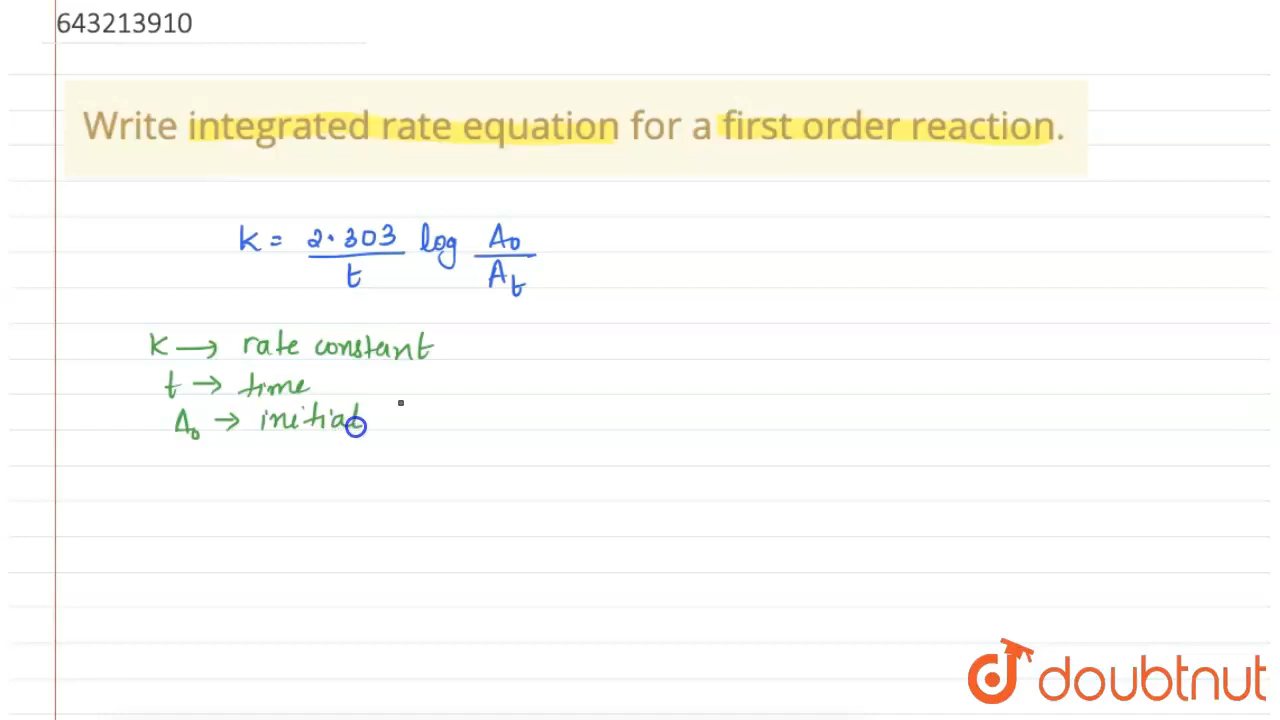 643213910
Write integrated rate equation for a first order reaction.
K = 2.303 / t log A₀ / Aₜ
K → rate constant
t → time
A₀ → initial
doubtnut